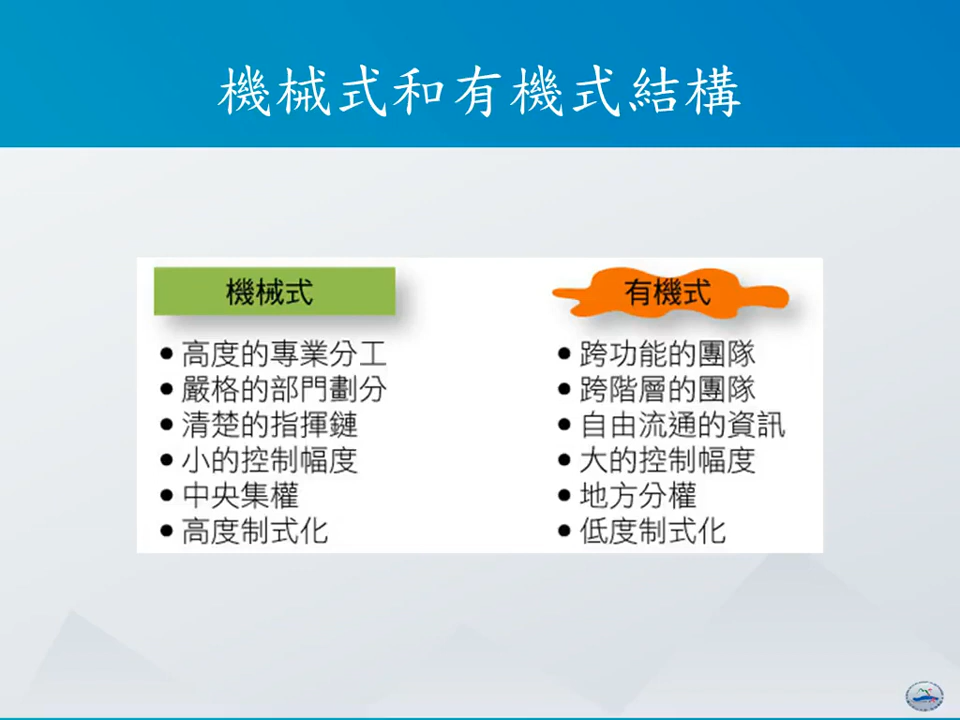 機械式和有機式結構
機械式
高度的專業分工
嚴格的部門劃分
清楚的指揮鏈
小的控制幅度
中央集權
高度制式化
有機式
跨功能的團隊
跨階層的團隊
自由流通的資訊
大的控制幅度
地方分權
低度制式化